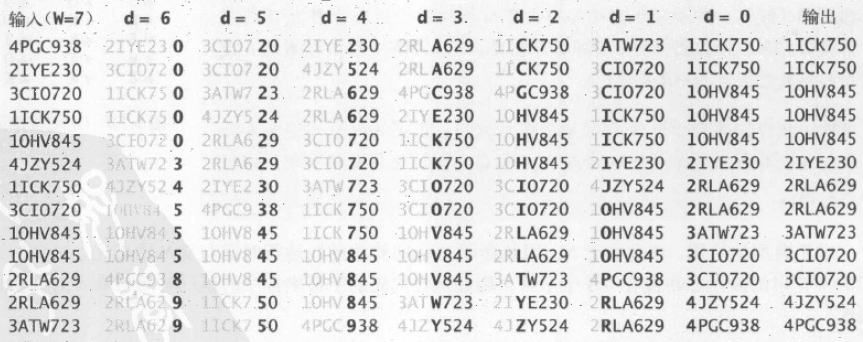 输入(W=7) d = 6 d = 5 d = 4 d = 3 d = 2 d = 1 d = 0 输出
4PGC938 2IYE230 3CIO720 2IYE230 2RLA629 1ICK750 3ATW723 1ICK750 1ICK750
2IYE230 3CIO720 3CIO720 4JZY524 2RLA629 1ICK750 3CIO720 1ICK750 1ICK750
3CIO720 1ICK750 3ATW723 2RLA629 4PGC938 4PGC938 3CIO720 1OHV845 1OHV845
1ICK750 1ICK750 4JZY524 2RLA629 2IYE230 1OHV845 1ICK750 1OHV845 1OHV845
1OHV845 3CIO720 2RLA629 3CIO720 1ICK750 1OHV845 1ICK750 1OHV845 1OHV845
4JZY524 3ATW723 2RLA629 3CIO720 1ICK750 1OHV845 2IYE230 2IYE230 2IYE230
1ICK750 4JZY524 2IYE230 3ATW723 3CIO720 3CIO720 4JZY524 2RLA629 2RLA629
3CIO720 1OHV845 4PGC938 1ICK750 3CIO720 3CIO720 1OHV845 2RLA629 2RLA629
1OHV845 1OHV845 1OHV845 1ICK750 1OHV845 2RLA629 1OHV845 3ATW723 3ATW723
1OHV845 1OHV845 1OHV845 1OHV845 1OHV845 2RLA629 1OHV845 3CIO720 3CIO720
2RLA629 4PGC938 1OHV845 1OHV845 1OHV845 3ATW723 4PGC938 3CIO720 3CIO720
2RLA629 2RLA629 1ICK750 1OHV845 3ATW723 2IYE230 2RLA629 4JZY524 4JZY524
3ATW723 2RLA629 1ICK750 4PGC938 4JZY524 4JZY524 2RLA629 4PGC938 4PGC938